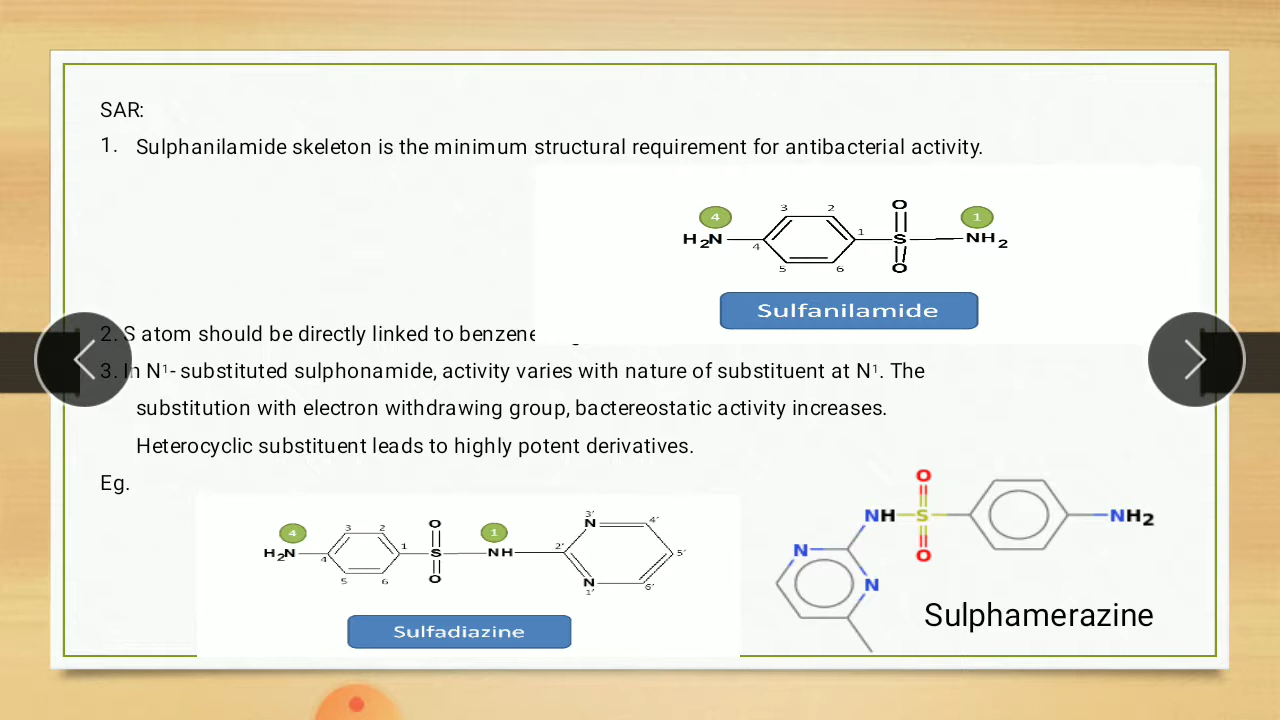 SAR:
1. Sulphanilamide skeleton is the minimum structural requirement for antibacterial activity.
O
4 3 2 1
H2N 4 1 S NH2
5 6 O
Sulfanilamide
2. S atom should be directly linked to benzene
3. In N1- substituted sulphonamide, activity varies with nature of substituent at N1. The
substitution with electron withdrawing group, bactereostatic activity increases.
Heterocyclic substituent leads to highly potent derivatives.
Eg.
3' N 4'
4 3 2 O 1
H2N 4 1 S NH 2' 5'
5 6 O N 1' 6'
Sulfadiazine
O
NH S NH2
O
N
N
Sulphamerazine